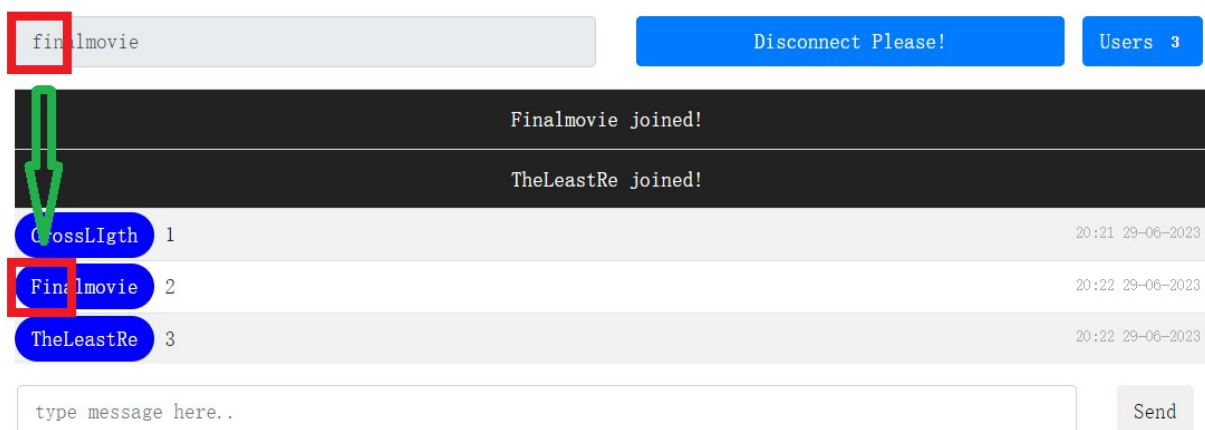 finalmovie Disconnect Please! Users 3
Finalmovie joined!
TheLeastRe joined!
CrossLIgth 1 20:21 29-06-2023
Finalmovie 2 20:22 29-06-2023
TheLeastRe 3 20:22 29-06-2023
type message here.. Send